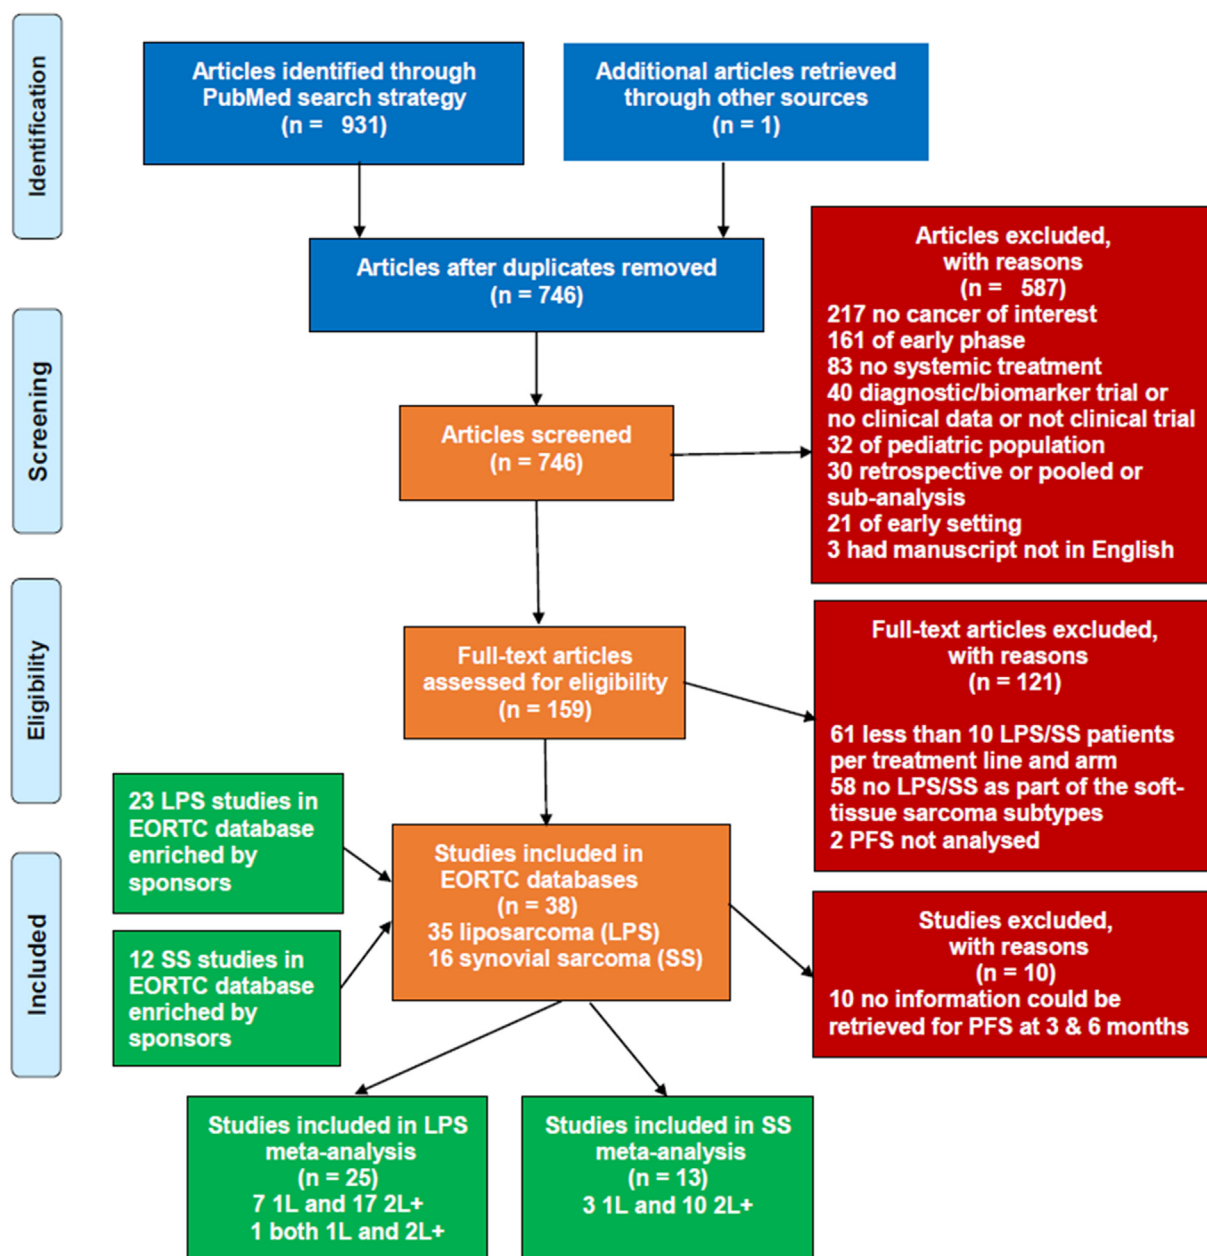 Identification
Articles identified through
PubMed search strategy
(n = 931)
Additional articles retrieved
through other sources
(n = 1)
Articles after duplicates removed
(n = 746)
Screening
Articles screened
(n = 746)
Articles excluded,
with reasons
(n = 587)
217 no cancer of interest
161 of early phase
83 no systemic treatment
40 diagnostic/biomarker trial or
no clinical data or not clinical trial
32 of pediatric population
30 retrospective or pooled or
sub-analysis
21 of early setting
3 had manuscript not in English
Eligibility
Full-text articles
assessed for eligibility
(n = 159)
Full-text articles excluded,
with reasons
(n = 121)
61 less than 10 LPS/SS patients
per treatment line and arm
58 no LPS/SS as part of the soft-
tissue sarcoma subtypes
2 PFS not analysed
Included
23 LPS studies in
EORTC database
enriched by
sponsors
12 SS studies in
EORTC database
enriched by
sponsors
Studies included in
EORTC databases
(n = 38)
35 liposarcoma (LPS)
16 synovial sarcoma (SS)
Studies excluded,
with reasons
(n = 10)
10 no information could be
retrieved for PFS at 3 & 6 months
Studies included in LPS
meta-analysis
(n = 25)
7 1L and 17 2L+
1 both 1L and 2L+
Studies included in SS
meta-analysis
(n = 13)
3 1L and 10 2L+